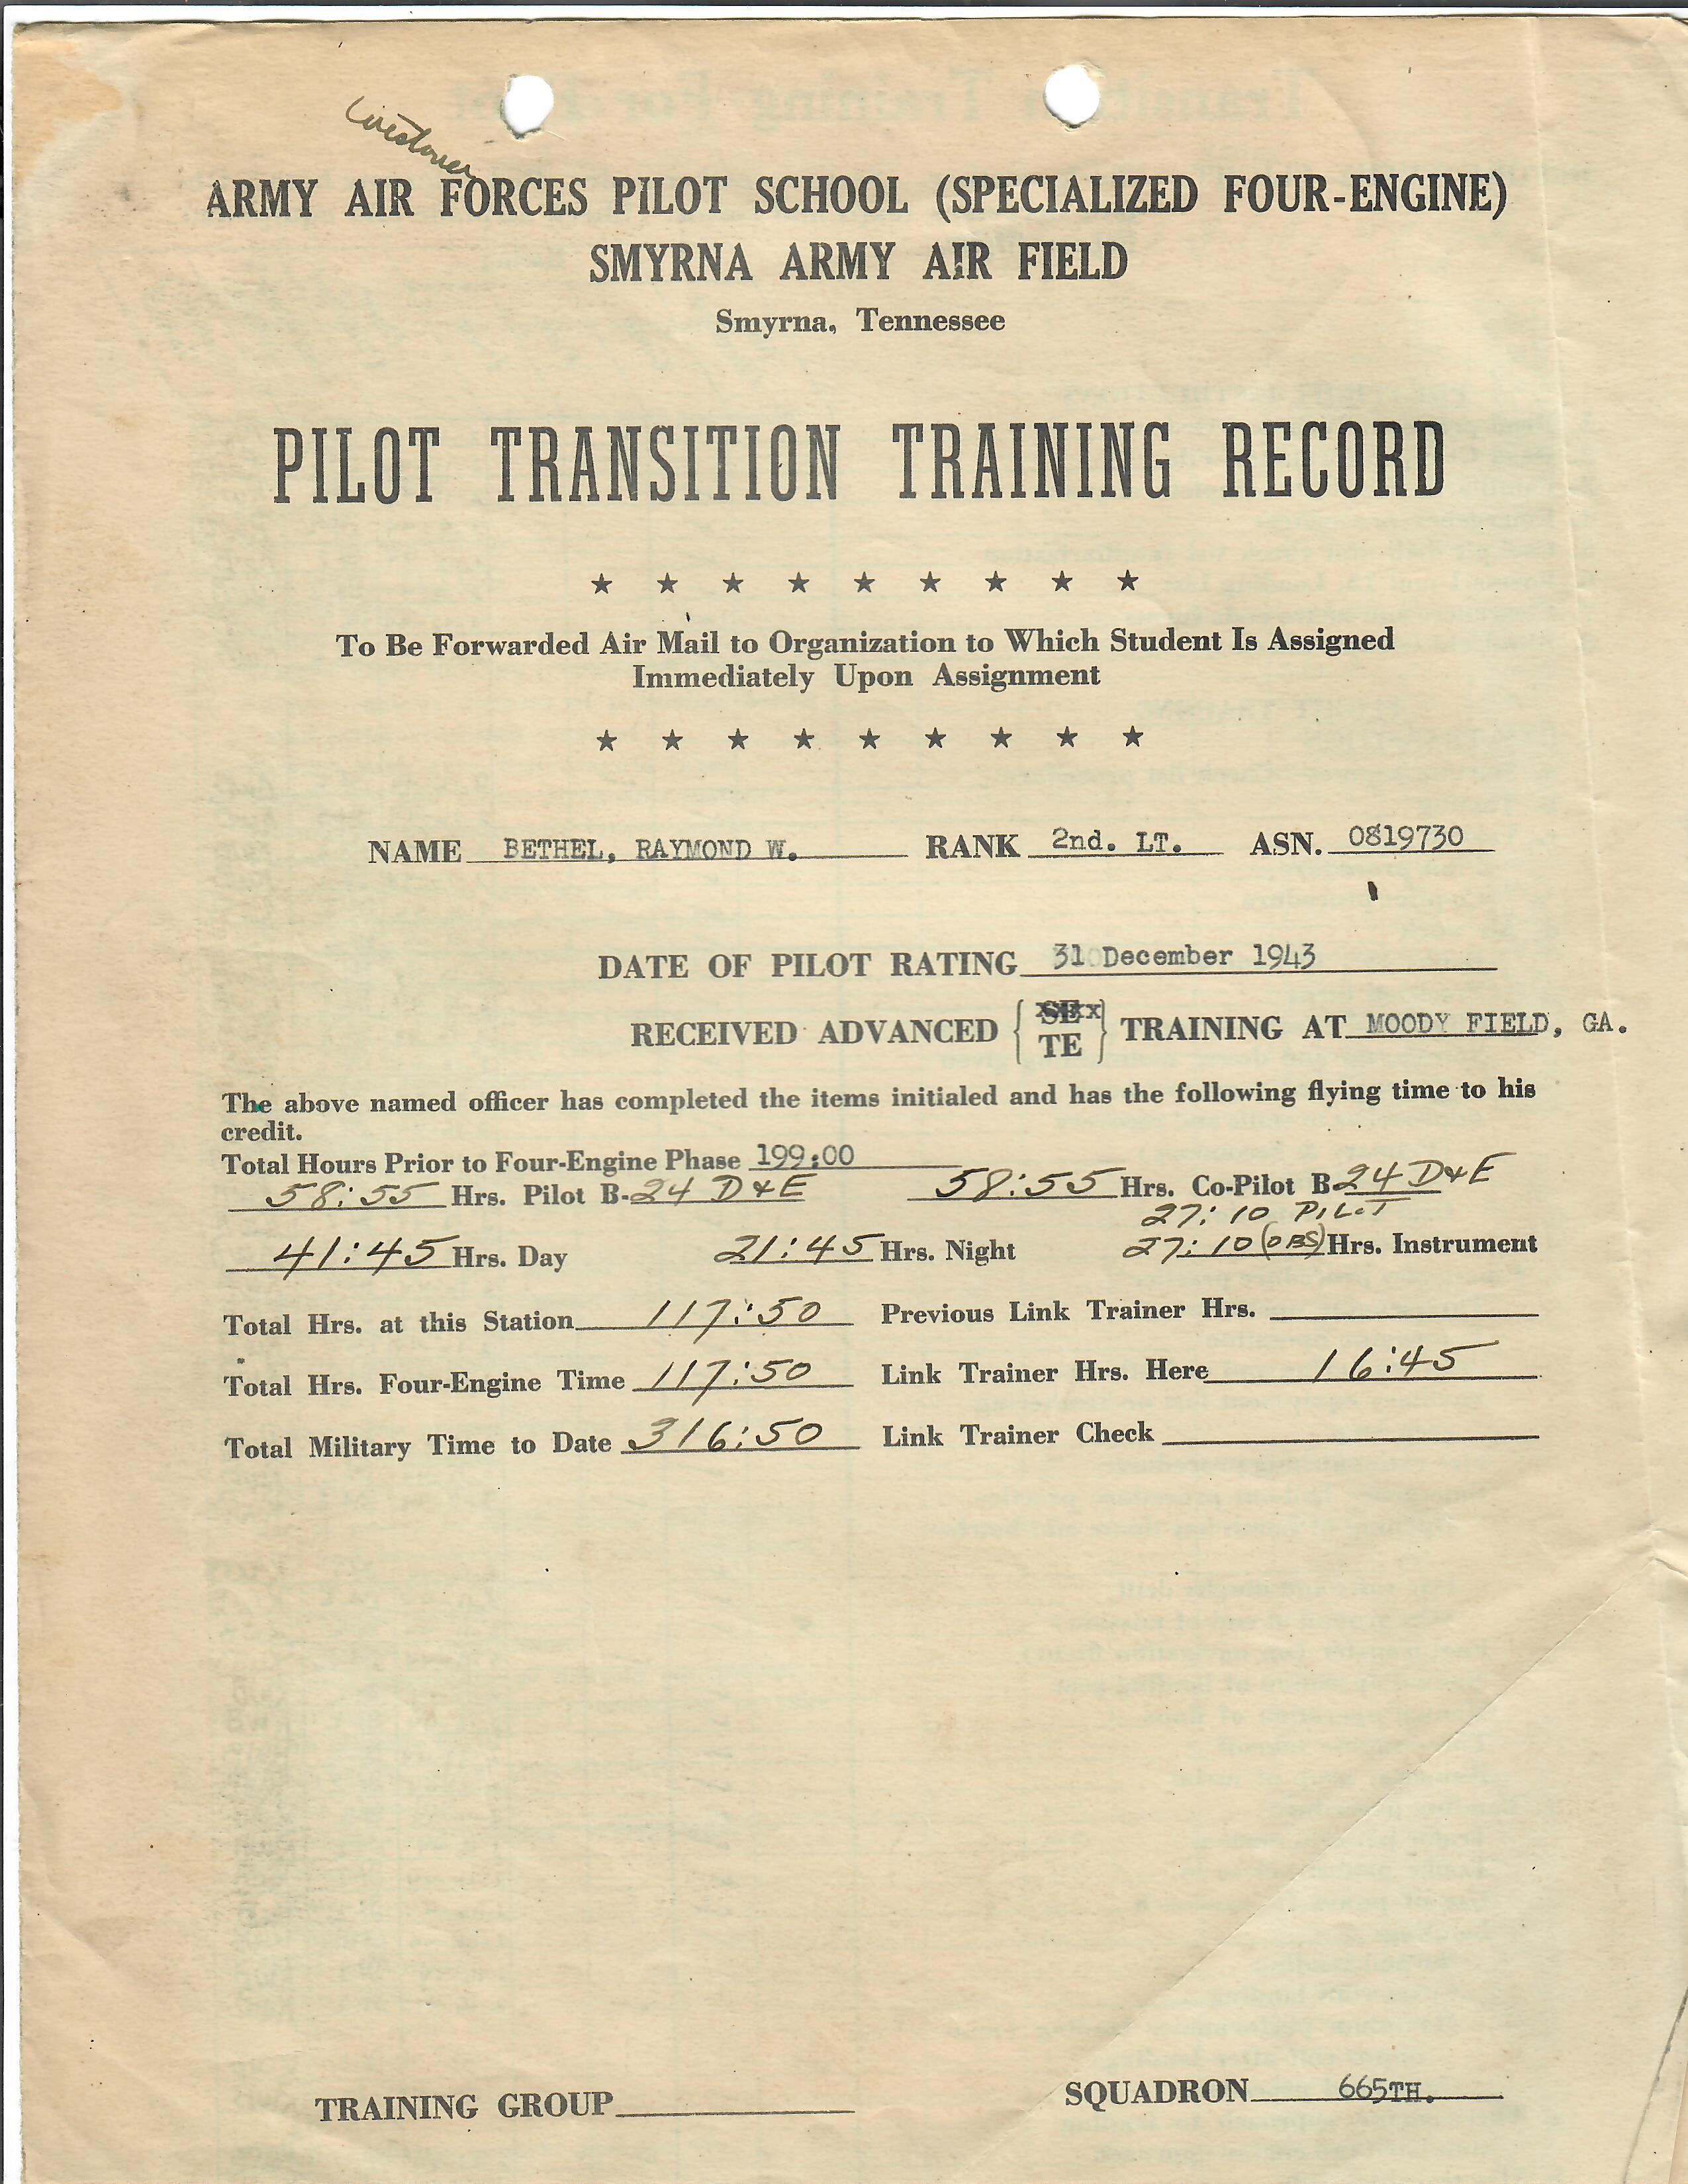 Westover
ARMY AIR FORCES PILOT SCHOOL (SPECIALIZED FOUR-ENGINE)
SMYRNA ARMY AIR FIELD
Smyrna, Tennessee
PILOT TRANSITION TRAINING RECORD
★ ★ ★ ★ ★ ★ ★ ★ ★
To Be Forwarded Air Mail to Organization to Which Student Is Assigned
Immediately Upon Assignment
★ ★ ★ ★ ★ ★ ★ ★ ★
NAME BETHEL, RAYMOND W. RANK 2nd. LT. ASN. 0819730
DATE OF PILOT RATING 31 December 1943
RECEIVED ADVANCED { SE TE } TRAINING AT MOODY FIELD, GA.
The above named officer has completed the items initialed and has the following flying time to his
credit.
Total Hours Prior to Four-Engine Phase 199:00
58:55 Hrs. Pilot B-24 D&E 58:55 Hrs. Co-Pilot B-24 D&E
27:10 PILOT
41:45 Hrs. Day 21:45 Hrs. Night 27:10 (OBS) Hrs. Instrument
Total Hrs. at this Station 117:50 Previous Link Trainer Hrs.
Total Hrs. Four-Engine Time 117:50 Link Trainer Hrs. Here 16:45
Total Military Time to Date 316:50 Link Trainer Check
TRAINING GROUP SQUADRON 665TH.